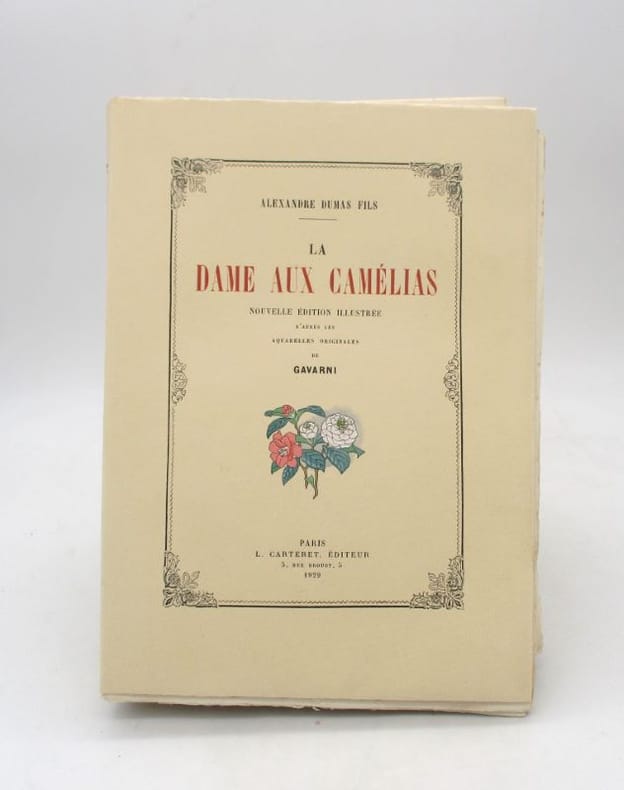 ALEXANDRE DUMAS FILS
LA
DAME AUX CAMÉLIAS
NOUVELLE ÉDITION ILLUSTRÉE
D'APRÈS LES
AQUARELLES ORIGINALES
DE
GAVARNI
PARIS
L. CARTERET, ÉDITEUR
5, RUE DROUOT, 5
1929